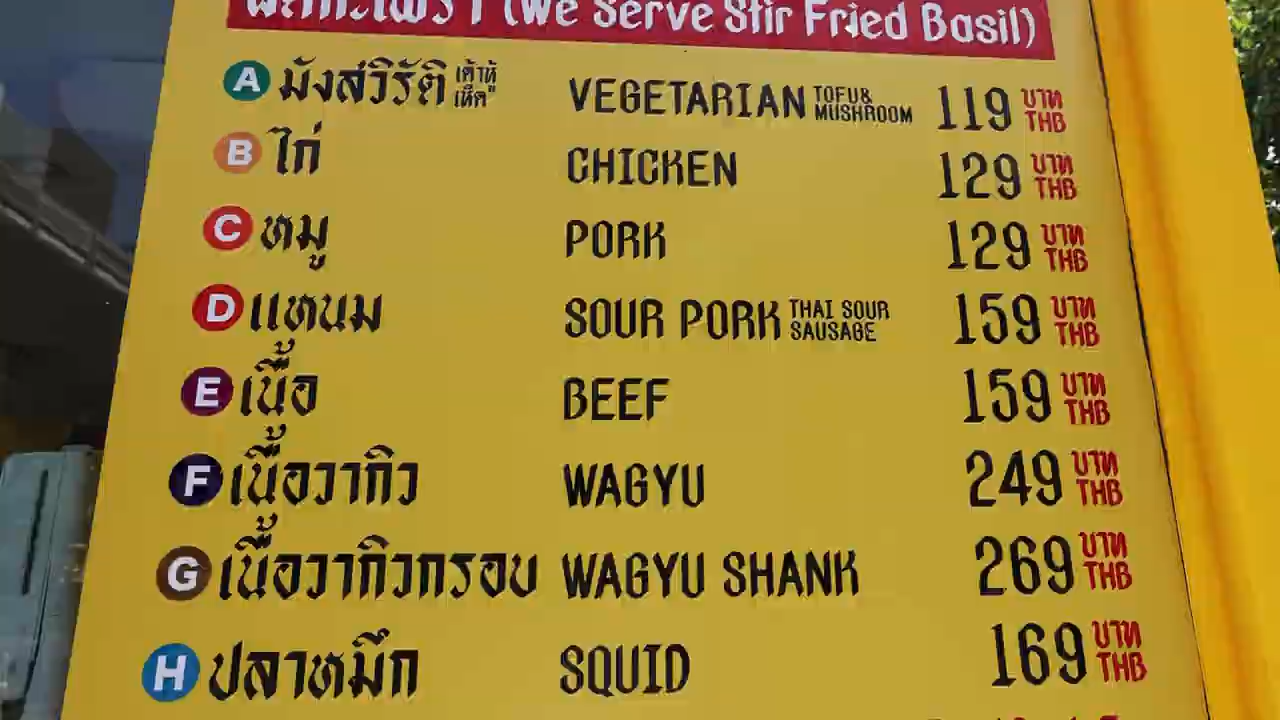 (We Serve Stir Fried Basil)
A มังสวิรัติ เต้าหู้ เห็ด VEGETARIAN TOFU & MUSHROOM 119 บาท THB
B ไก่ CHICKEN 129 บาท THB
C หมู PORK 129 บาท THB
D แหนม SOUR PORK THAI SOUR SAUSAGE 159 บาท THB
E เนื้อ BEEF 159 บาท THB
F เนื้อวากิว WAGYU 249 บาท THB
G เนื้อวากิวกรอบ WAGYU SHANK 269 บาท THB
H ปลาหมึก SQUID 169 บาท THB